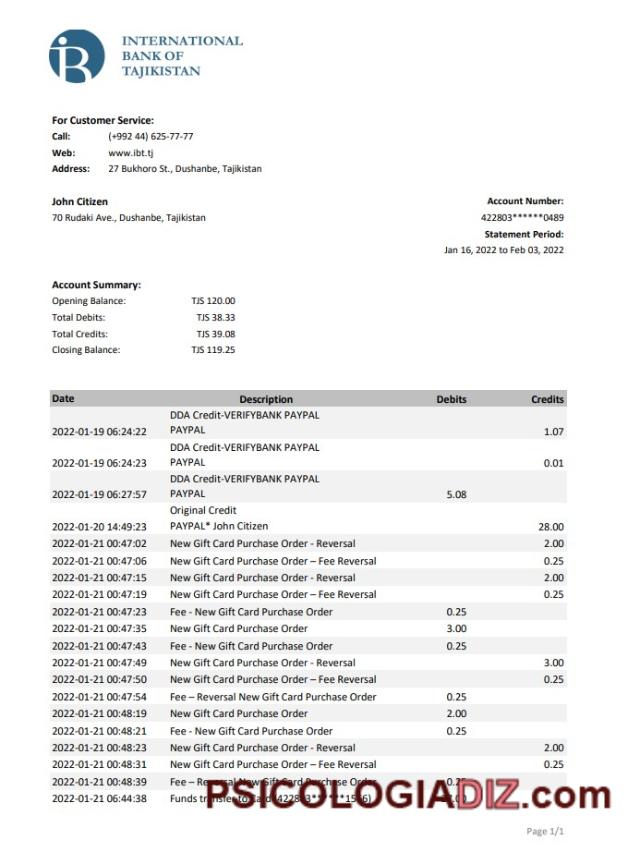 INTERNATIONAL
BANK OF
TAJIKISTAN
For Customer Service:
Call: (+992 44) 625-77-77
Web: www.ibt.tj
Address: 27 Bukhoro St., Dushanbe, Tajikistan
John Citizen Account Number:
70 Rudaki Ave., Dushanbe, Tajikistan 422803******0489
Statement Period:
Jan 16, 2022 to Feb 03, 2022
Account Summary:
Opening Balance: TJS 120.00
Total Debits: TJS 38.33
Total Credits: TJS 39.08
Closing Balance: TJS 119.25
Date Description Debits Credits
DDA Credit-VERIFYBANK PAYPAL
2022-01-19 06:24:22 PAYPAL 1.07
DDA Credit-VERIFYBANK PAYPAL
2022-01-19 06:24:23 PAYPAL 0.01
DDA Credit-VERIFYBANK PAYPAL
2022-01-19 06:27:57 PAYPAL 5.08
Original Credit
2022-01-20 14:49:23 PAYPAL* John Citizen 28.00
2022-01-21 00:47:02 New Gift Card Purchase Order - Reversal 2.00
2022-01-21 00:47:06 New Gift Card Purchase Order – Fee Reversal 0.25
2022-01-21 00:47:15 New Gift Card Purchase Order - Reversal 2.00
2022-01-21 00:47:19 New Gift Card Purchase Order – Fee Reversal 0.25
2022-01-21 00:47:23 Fee - New Gift Card Purchase Order 0.25
2022-01-21 00:47:35 New Gift Card Purchase Order 3.00
2022-01-21 00:47:43 Fee - New Gift Card Purchase Order 0.25
2022-01-21 00:47:49 New Gift Card Purchase Order - Reversal 3.00
2022-01-21 00:47:50 New Gift Card Purchase Order – Fee Reversal 0.25
2022-01-21 00:47:54 Fee – Reversal New Gift Card Purchase Order 0.25
2022-01-21 00:48:19 New Gift Card Purchase Order 2.00
2022-01-21 00:48:21 Fee - New Gift Card Purchase Order 0.25
2022-01-21 00:48:23 New Gift Card Purchase Order - Reversal 2.00
2022-01-21 00:48:31 New Gift Card Purchase Order – Fee Reversal 0.25
2022-01-21 00:48:39 Fee – Reversal New Gift Card Purchase Order 0.25
2022-01-21 06:44:38 Funds transfer to Card
PSICOLOGIADIZ.com
Page 1/1